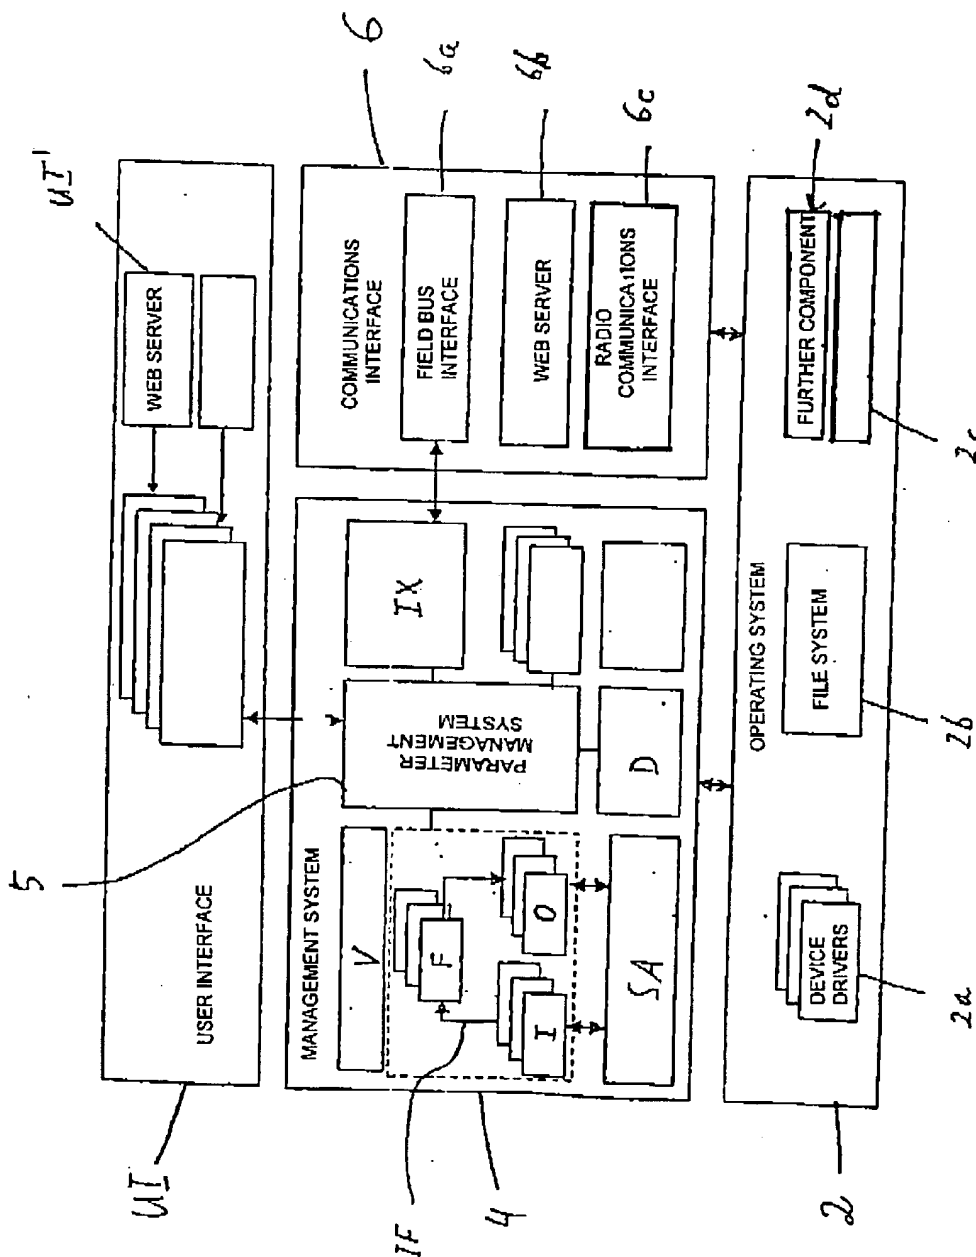 UI
USER INTERFACE
WEB SERVER
UI'
5
MANAGEMENT SYSTEM
V
F
I
O
SA
IF
4
PARAMETER
MANAGEMENT
SYSTEM
D
IX
COMMUNICATIONS
INTERFACE
6
FIELD BUS
INTERFACE
6a
WEB SERVER
6b
RADIO
COMMUNICATIONS
INTERFACE
6c
OPERATING SYSTEM
2
DEVICE
DRIVERS
2a
FILE SYSTEM
2b
FURTHER COMPONENT
2d
2c